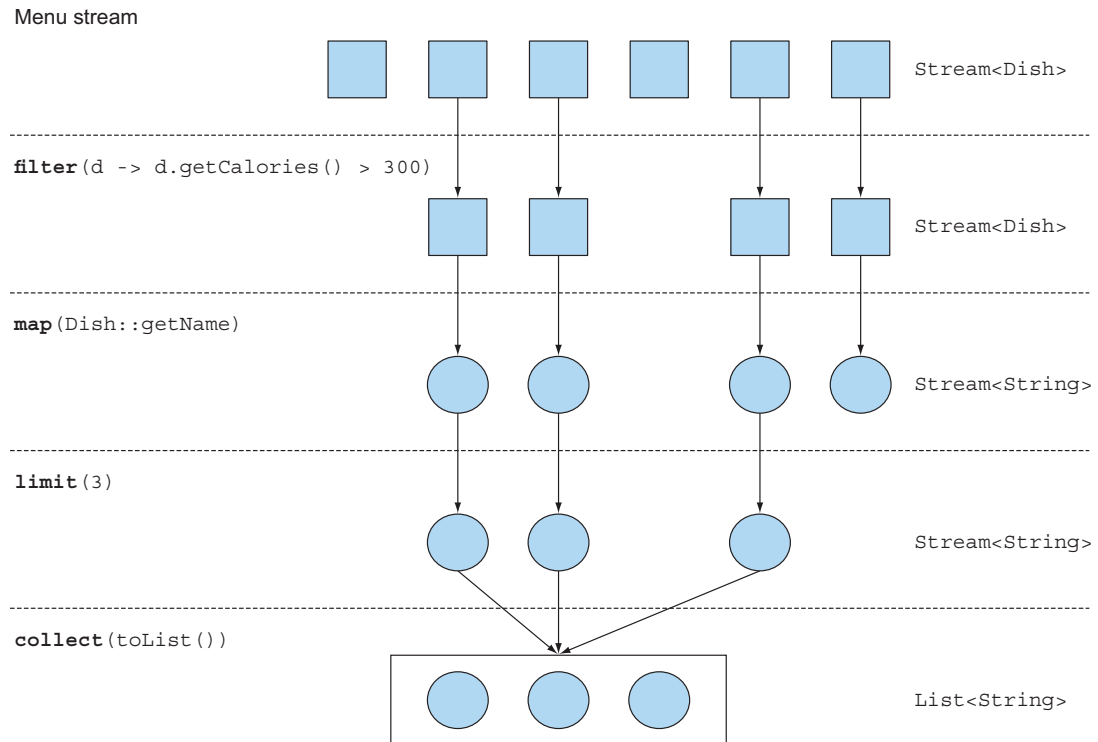 Menu stream
Stream<Dish>
filter(d -> d.getCalories() > 300)
Stream<Dish>
map(Dish::getName)
Stream<String>
limit(3)
Stream<String>
collect(toList())
List<String>